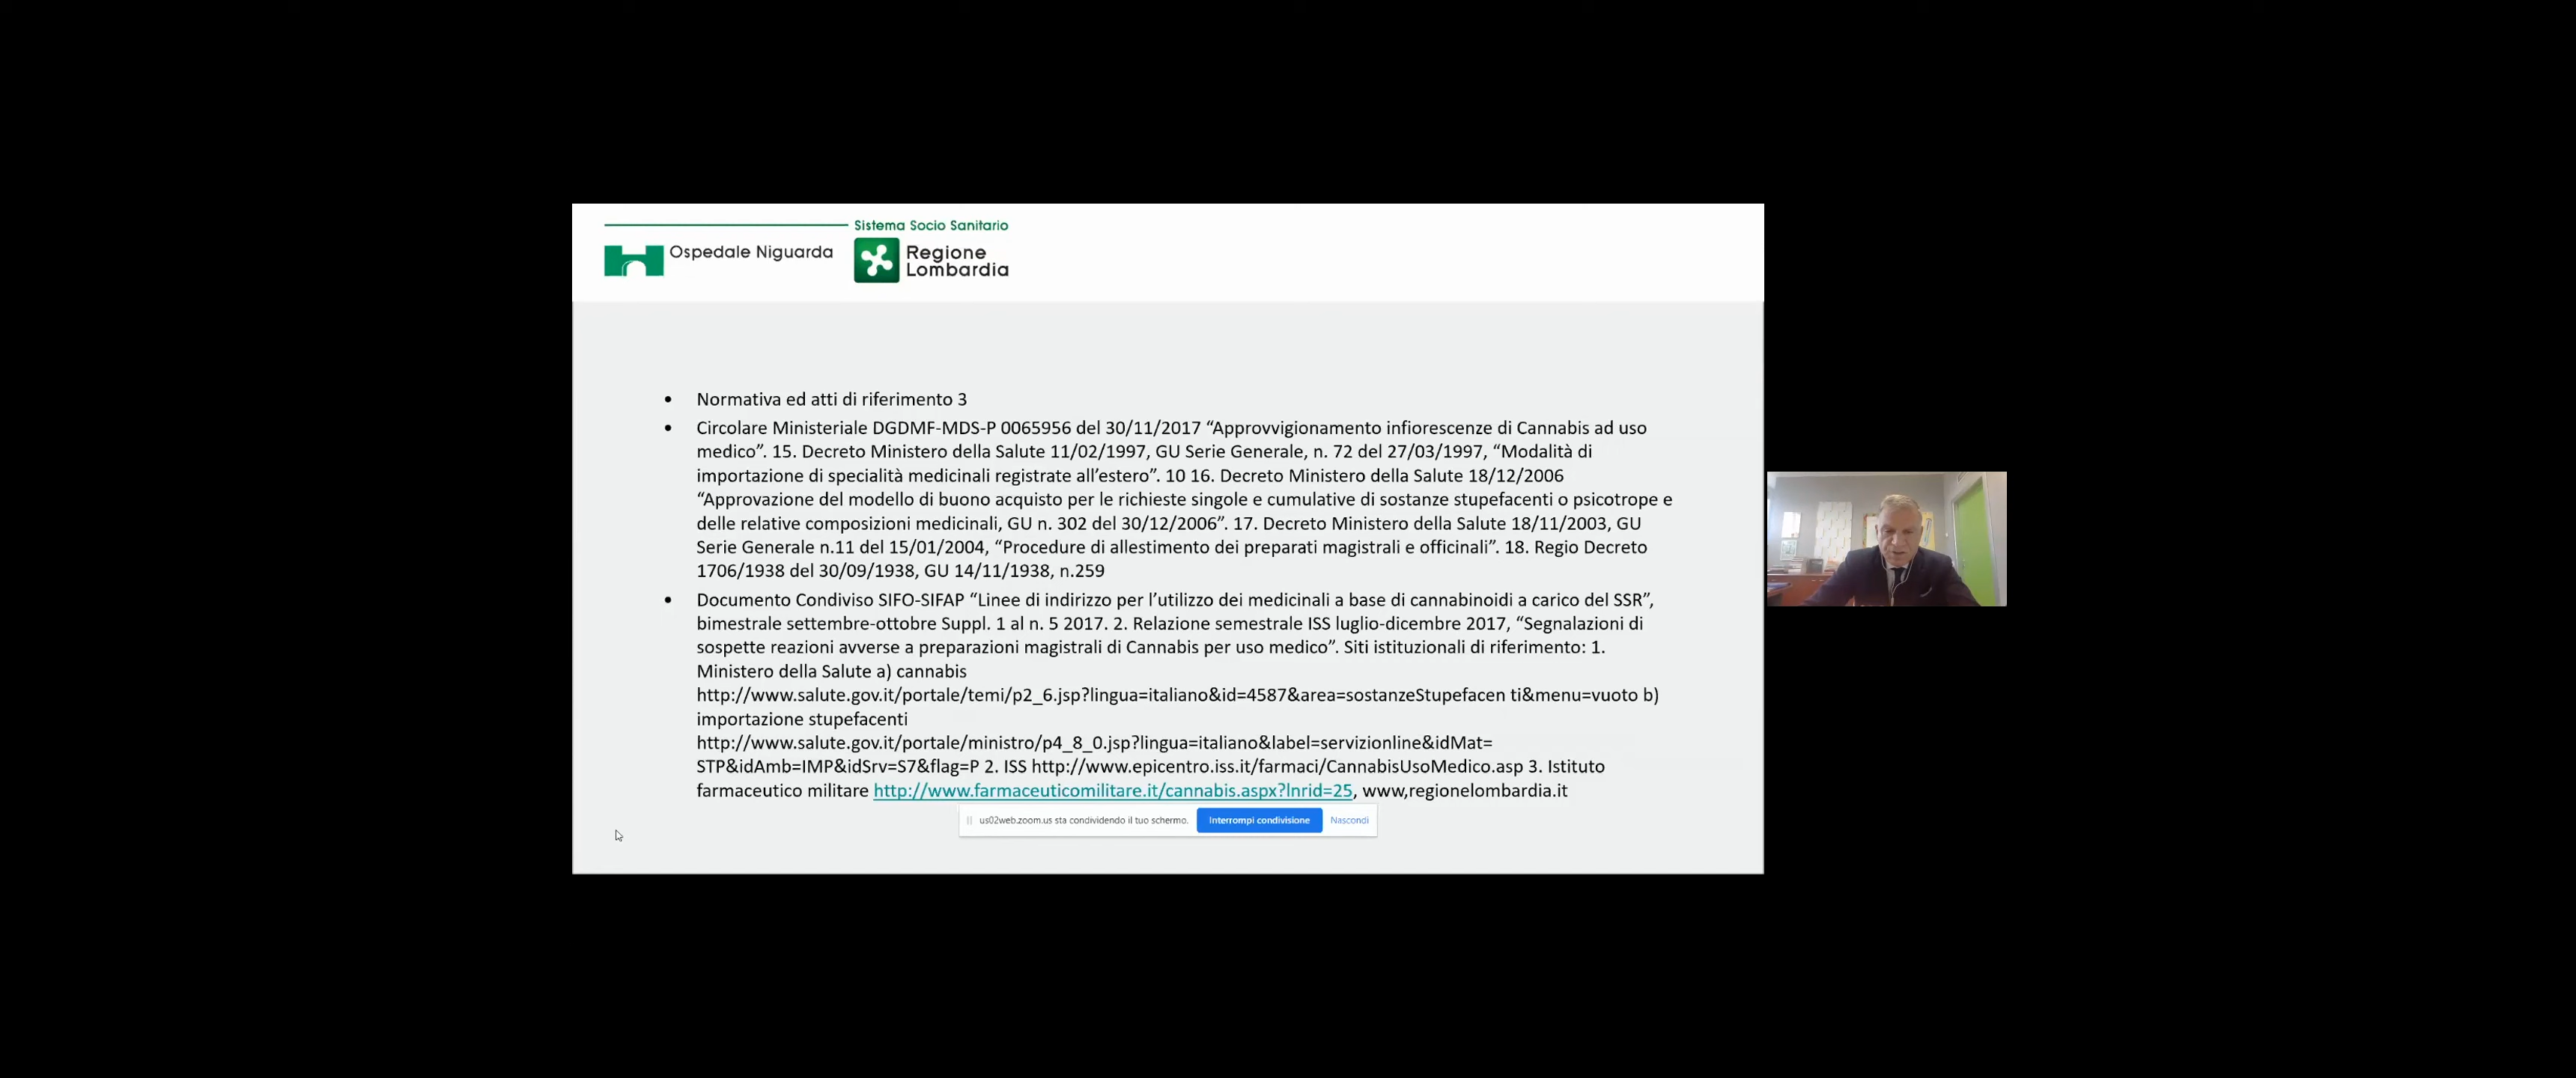 Sistema Socio Sanitario
Ospedale Niguarda
Regione
Lombardia
• Normativa ed atti di riferimento 3
• Circolare Ministeriale DGDMF-MDS-P 0065956 del 30/11/2017 “Approvvigionamento infiorescenze di Cannabis ad uso
medico”. 15. Decreto Ministero della Salute 11/02/1997, GU Serie Generale, n. 72 del 27/03/1997, “Modalità di
importazione di specialità medicinali registrate all’estero”. 10 16. Decreto Ministero della Salute 18/12/2006
“Approvazione del modello di buono acquisto per le richieste singole e cumulative di sostanze stupefacenti o psicotrope e
delle relative composizioni medicinali, GU n. 302 del 30/12/2006”. 17. Decreto Ministero della Salute 18/11/2003, GU
Serie Generale n.11 del 15/01/2004, “Procedure di allestimento dei preparati magistrali e officinali”. 18. Regio Decreto
1706/1938 del 30/09/1938, GU 14/11/1938, n.259
• Documento Condiviso SIFO-SIFAP “Linee di indirizzo per l’utilizzo dei medicinali a base di cannabinoidi a carico del SSR”,
bimestrale settembre-ottobre Suppl. 1 al n. 5 2017. 2. Relazione semestrale ISS luglio-dicembre 2017, “Segnalazioni di
sospette reazioni avverse a preparazioni magistrali di Cannabis per uso medico”. Siti istituzionali di riferimento: 1.
Ministero della Salute a) cannabis
http://www.salute.gov.it/portale/temi/p2_6.jsp?lingua=italiano&id=4587&area=sostanzeStupefacen ti&menu=vuoto b)
importazione stupefacenti
http://www.salute.gov.it/portale/ministro/p4_8_0.jsp?lingua=italiano&label=servizionline&idMat=
STP&idAmb=IMP&idSrv=S7&flag=P 2. ISS http://www.epicentro.iss.it/farmaci/CannabisUsoMedico.asp 3. Istituto
farmaceutico militare http://www.farmaceuticomilitare.it/cannabis.aspx?lnrid=25, www,regionelombardia.it
us02web.zoom.us sta condividendo il tuo schermo. Interrompi condivisione Nascondi